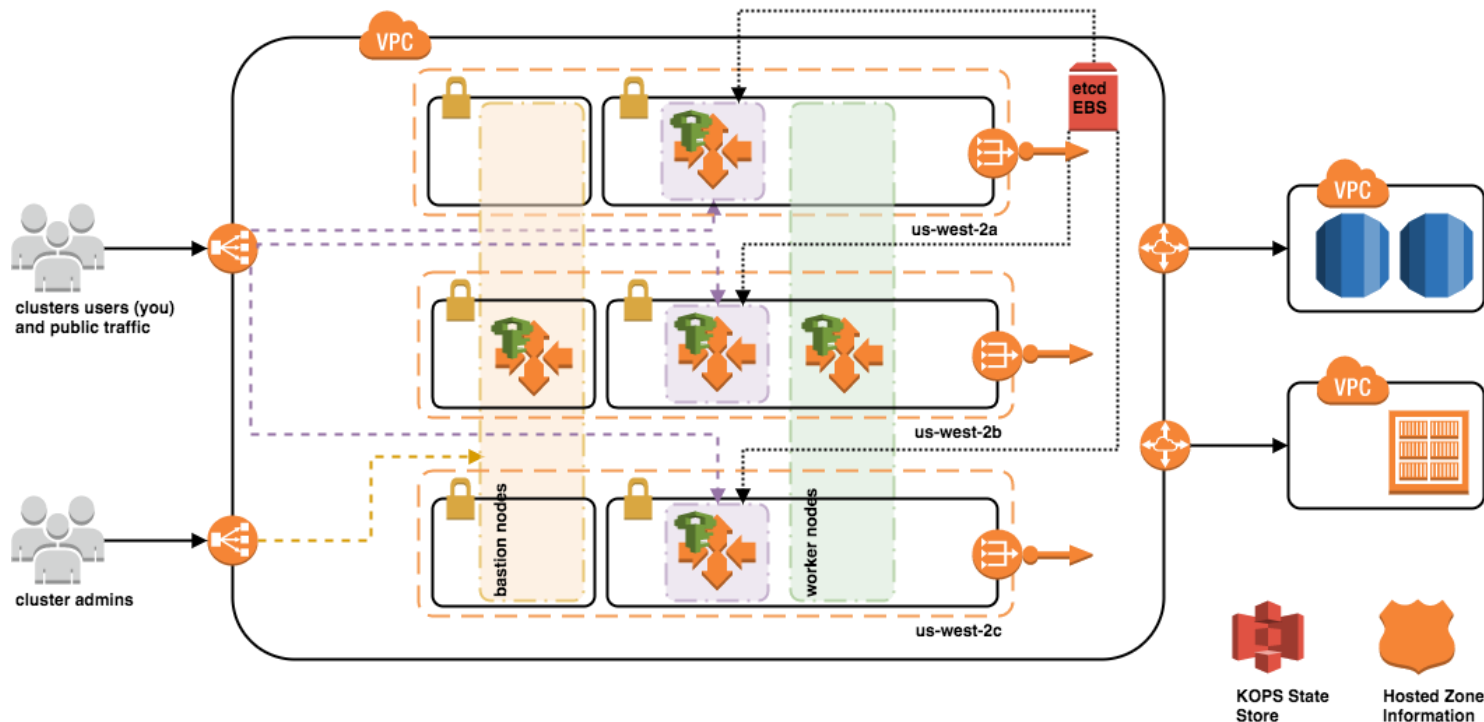 VPC
etcd
EBS
us-west-2a
VPC
clusters users (you)
and public traffic
us-west-2b
VPC
bastion nodes
worker nodes
cluster admins
us-west-2c
KOPS State
Store
Hosted Zone
Information